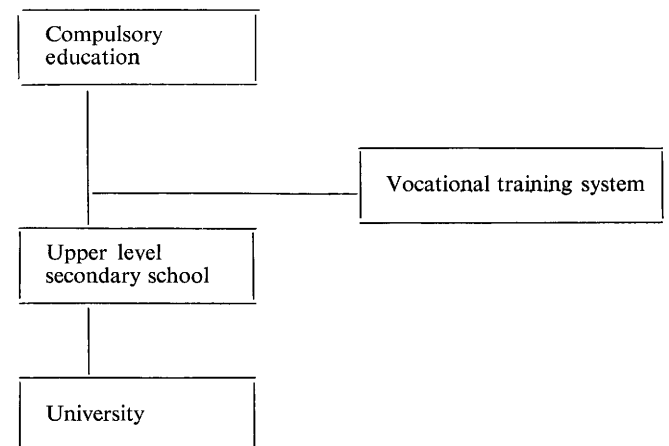 Compulsory
education
Vocational training system
Upper level
secondary school
University